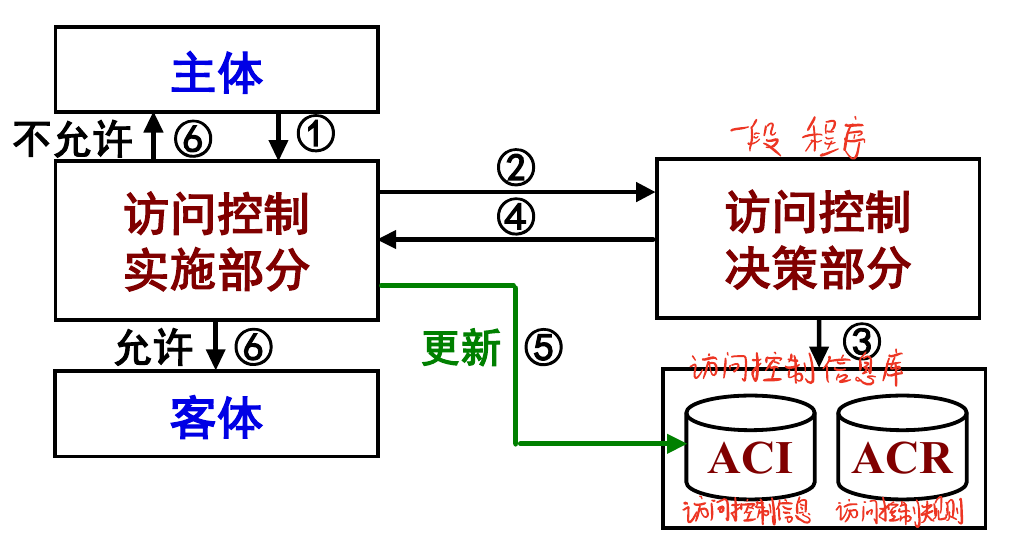 主体
不允许 ⑥ ①
一段 程序
②
访问控制
实施部分
④
访问控制
决策部分
允许 ⑥
更新 ⑤
③
访问控制信息库
客体
ACI
ACR
访问控制信息
访问控制规则